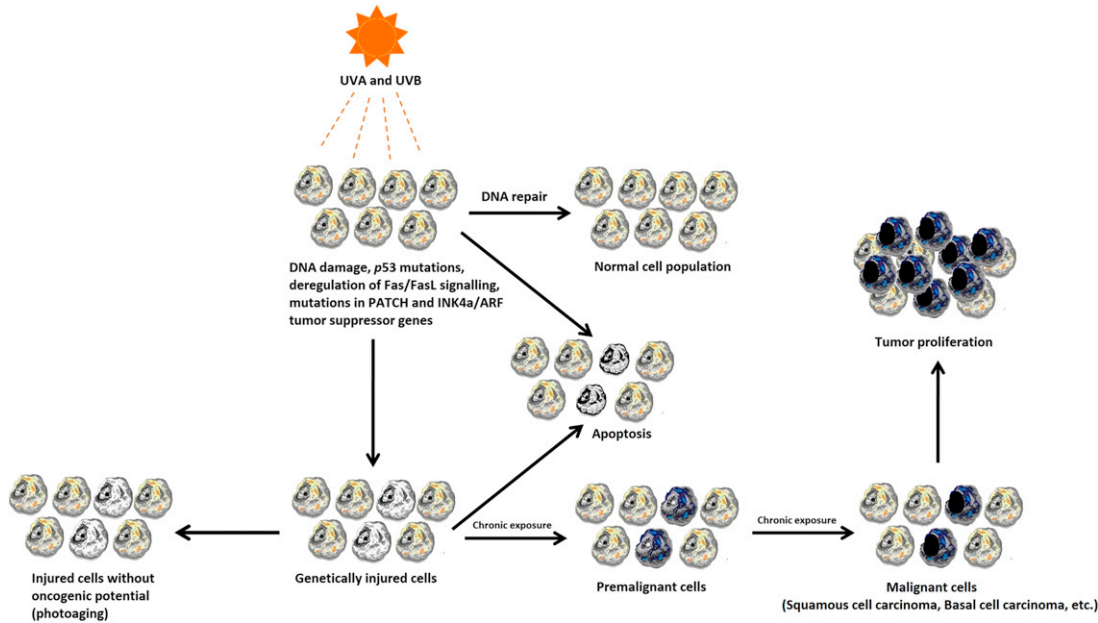 UVA and UVB
DNA repair
Normal cell population
DNA damage, p53 mutations,
deregulation of Fas/FasL signalling,
mutations in PATCH and INK4a/ARF
tumor suppressor genes
Tumor proliferation
Apoptosis
Injured cells without
oncogenic potential
(photoaging)
Genetically injured cells
Chronic exposure
Premalignant cells
Chronic exposure
Malignant cells
(Squamous cell carcinoma, Basal cell carcinoma, etc.)